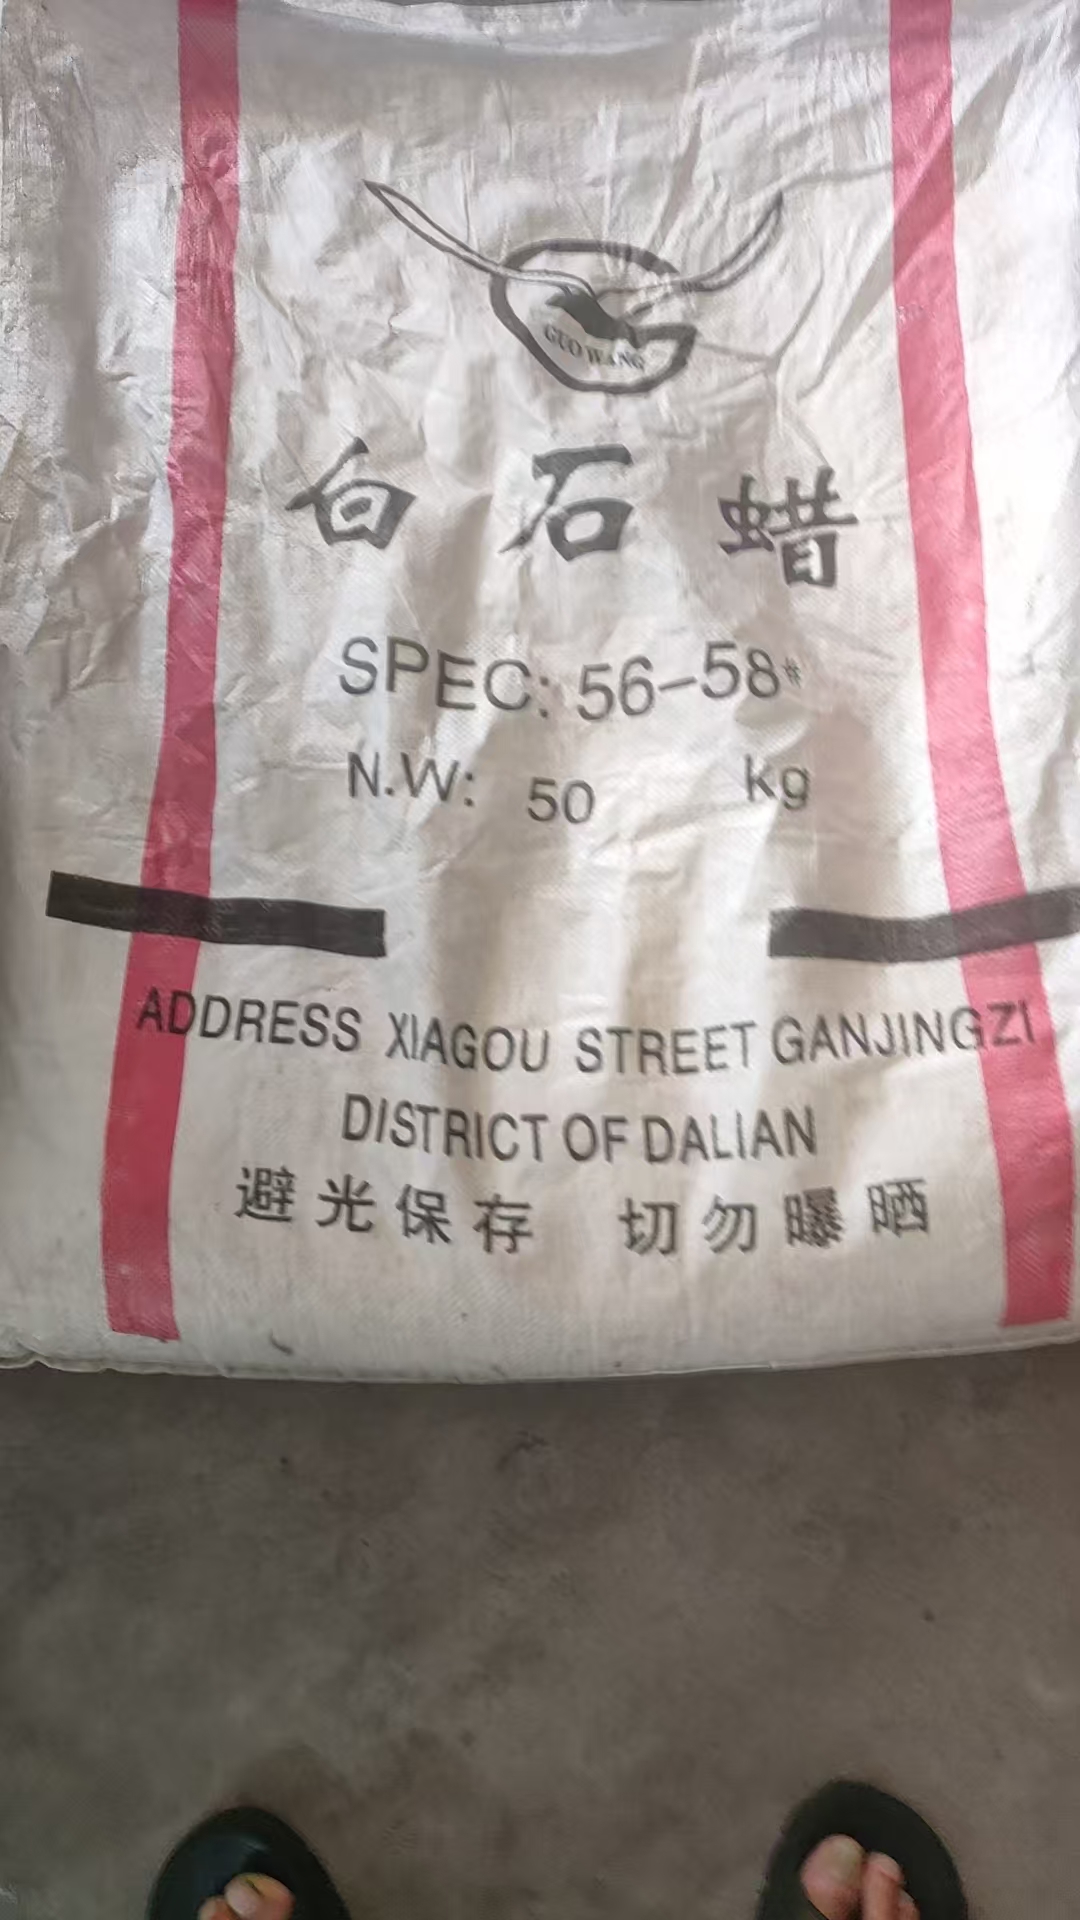 GUO WANG
白石蜡
SPEC: 56-58#
N.W: 50 kg
ADDRESS XIAGOU STREET GANJINGZI
DISTRICT OF DALIAN
避光保存 切勿曝晒